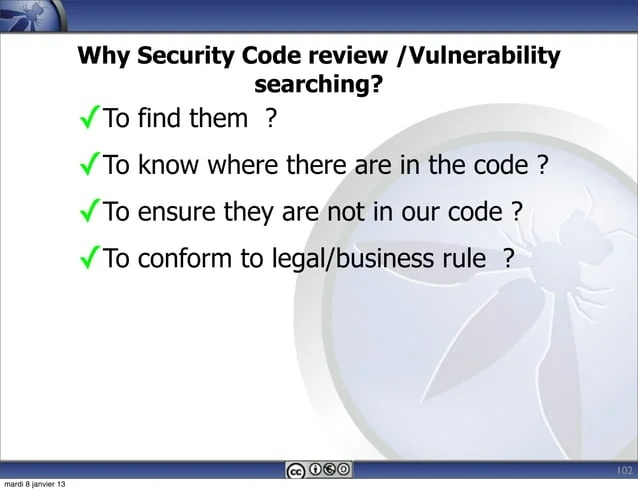 Why Security Code review /Vulnerability
searching?
✓To find them ?
✓To know where there are in the code ?
✓To ensure they are not in our code ?
✓To conform to legal/business rule ?
cc
102
mardi 8 janvier 13